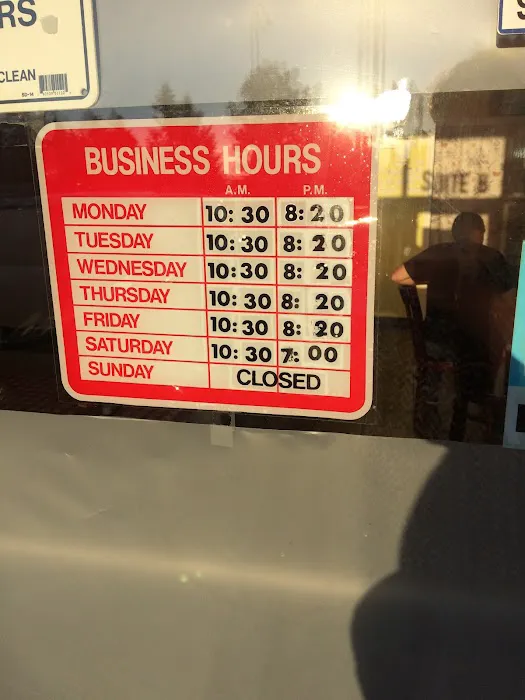 RS
CLEAN
BUSINESS HOURS
A.M. P.M.
MONDAY 10:30 8:20
TUESDAY 10:30 8:20
WEDNESDAY 10:30 8:20
THURSDAY 10:30 8:20
FRIDAY 10:30 8:20
SATURDAY 10:30 7:00
SUNDAY CLOSED
SUITE B